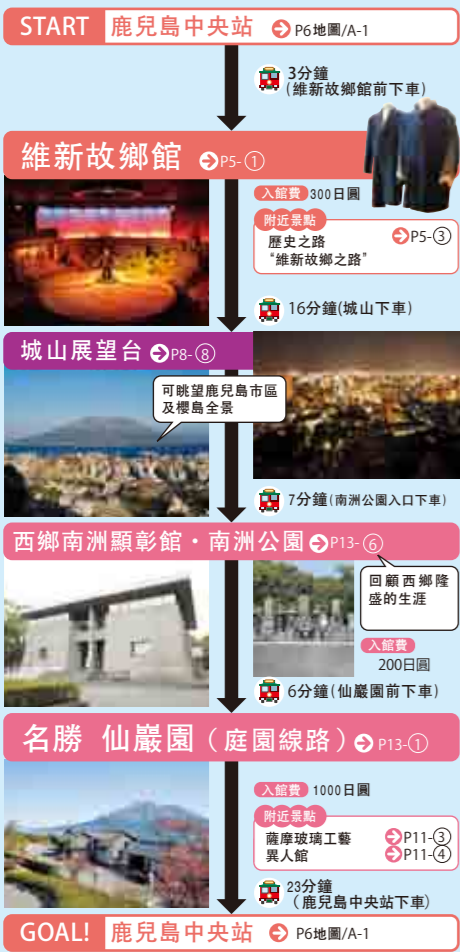 START 鹿兒島中央站 P6地圖/A-1
3分鐘
(維新故鄉館前下車)
維新故鄉館 P5-①
入館費 300日圓
附近景點
歷史之路 P5-③
“維新故鄉之路”
16分鐘(城山下車)
城山展望台 P8-⑧
可眺望鹿兒島市區
及櫻島全景
7分鐘(南洲公園入口下車)
西鄉南洲顯彰館・南洲公園 P13-⑥
回顧西鄉隆
盛的生涯
入館費
200日圓
6分鐘(仙巖園前下車)
名勝 仙巖園(庭園線路) P13-①
入館費 1000日圓
附近景點
薩摩玻璃工藝 P11-③
異人館 P11-④
23分鐘
(鹿兒島中央站下車)
GOAL! 鹿兒島中央站 P6地圖/A-1